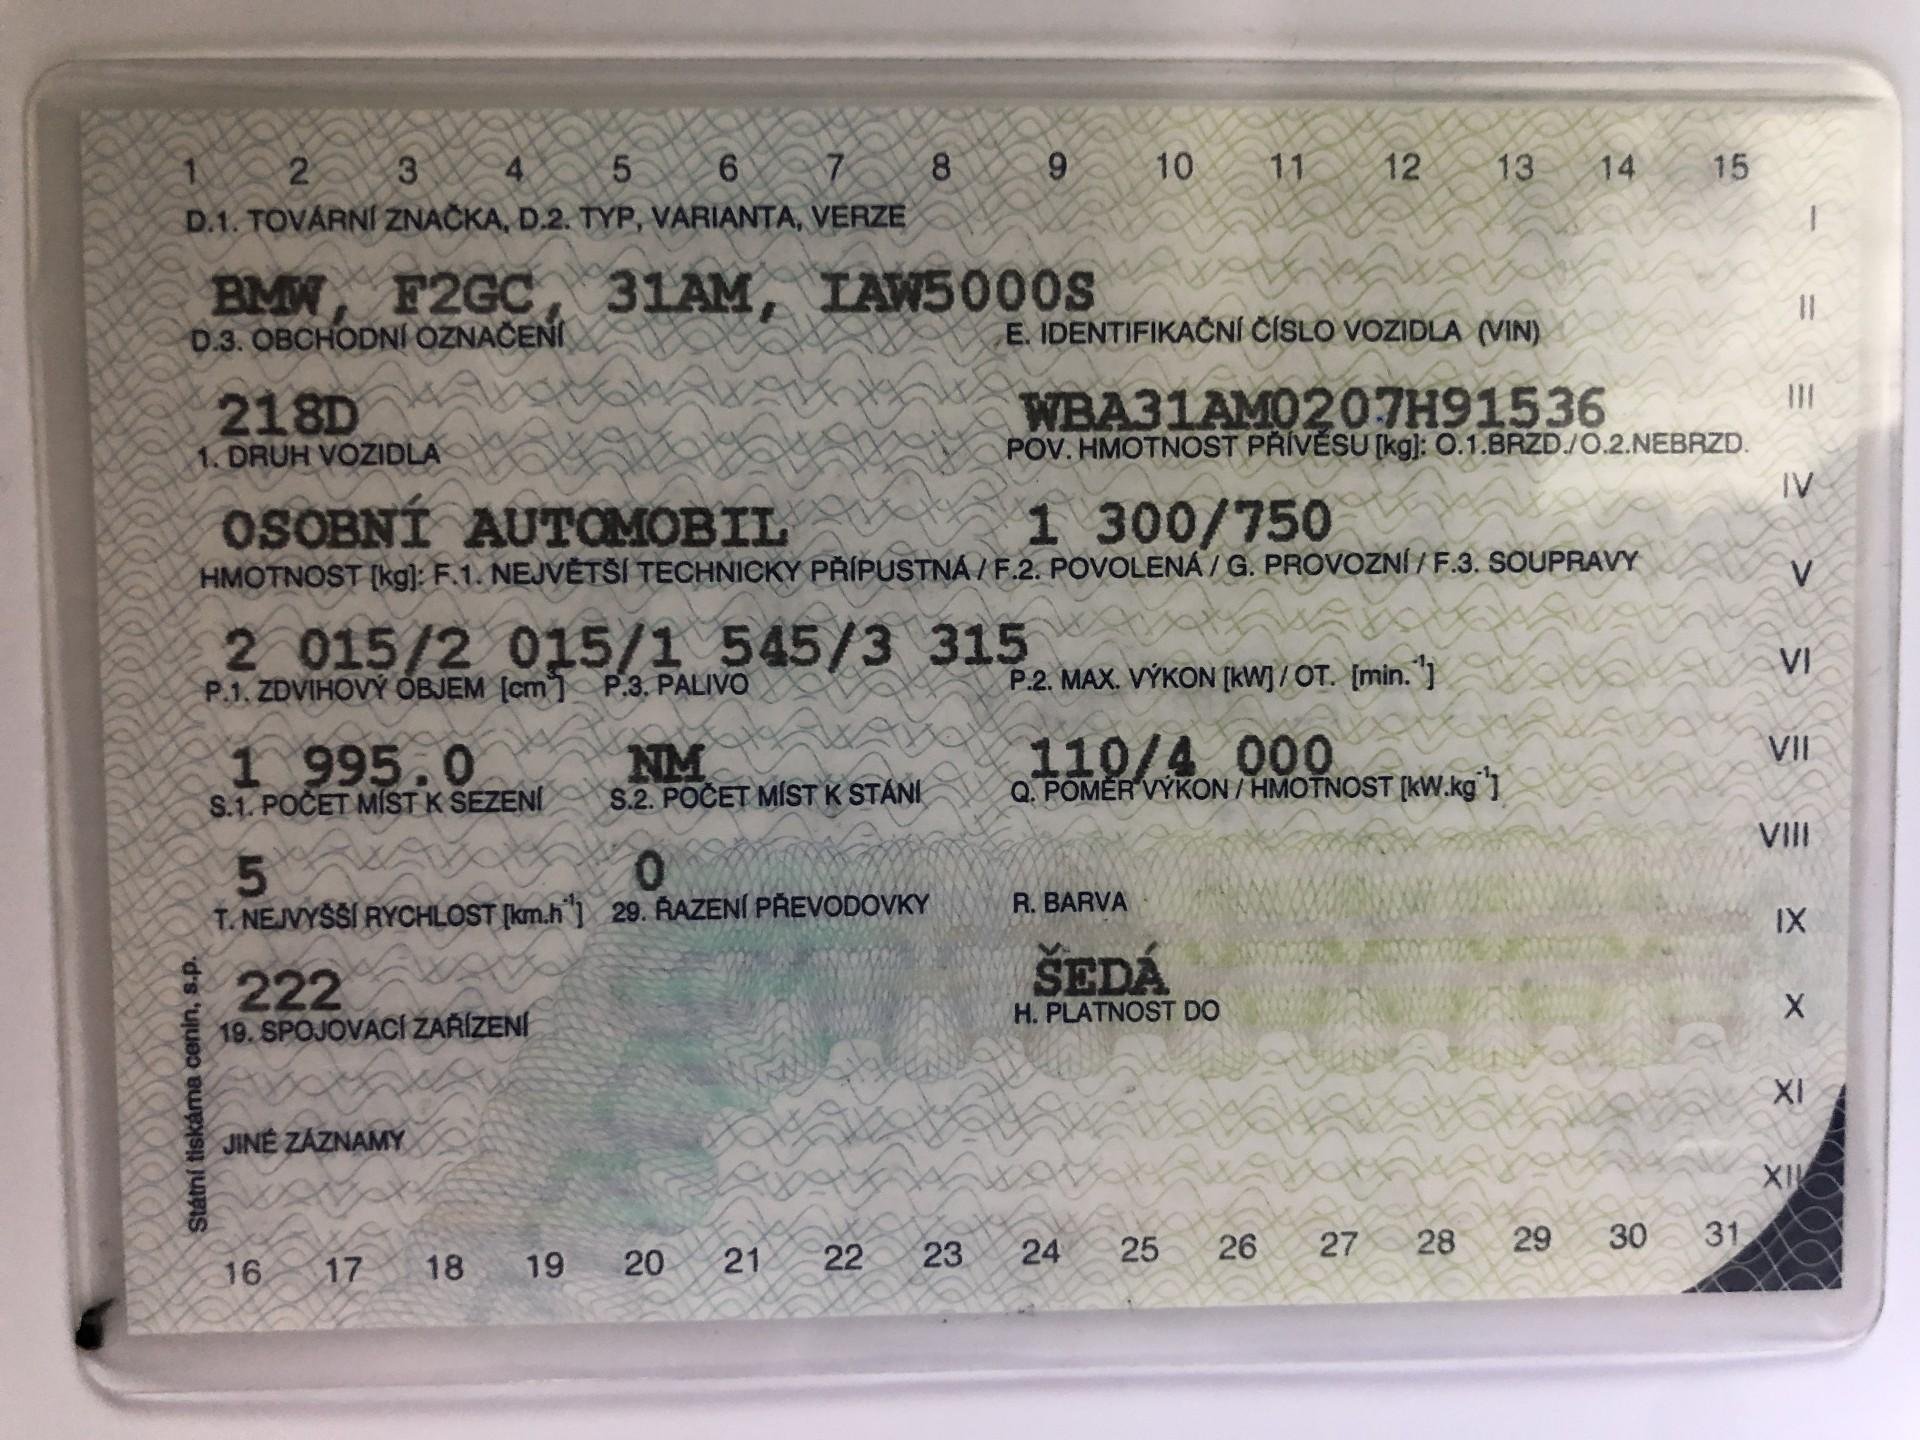 1 2 3 4 5 6 7 8 9 10 11 12 13 14 15
D.1. TOVÁRNÍ ZNAČKA, D.2. TYP, VARIANTA, VERZE
I
BMW, F2GC, 31AM, IAW5000S
II
D.3. OBCHODNÍ OZNAČENÍ E. IDENTIFIKAČNÍ ČÍSLO VOZIDLA (VIN)
218D WBA31AM0207H91536
III
1. DRUH VOZIDLA POV. HMOTNOST PŘÍVĚSU [kg]: O.1.BRZD./O.2.NEBRZD.
IV
OSOBNÍ AUTOMOBIL 1 300/750
HMOTNOST [kg]: F.1. NEJVĚTŠÍ TECHNICKY PŘÍPUSTNÁ / F.2. POVOLENÁ / G. PROVOZNÍ / F.3. SOUPRAVY
V
2 015/2 015/1 545/3 315
VI
P.1. ZDVIHOVÝ OBJEM [cm³] P.3. PALIVO P.2. MAX. VÝKON [kW] / OT. [min.⁻¹]
1 995.0 NM 110/4 000
VII
S.1. POČET MÍST K SEZENÍ S.2. POČET MÍST K STÁNÍ Q. POMĚR VÝKON / HMOTNOST [kW.kg⁻¹]
VIII
5 0
T. NEJVYŠŠÍ RYCHLOST [km.h⁻¹] 29. ŘAZENÍ PŘEVODOVKY R. BARVA
IX
222 ŠEDÁ
19. SPOJOVACÍ ZAŘÍZENÍ H. PLATNOST DO
X
XI
JINÉ ZÁZNAMY
XII
Státní tiskárna cenin, s.p.
16 17 18 19 20 21 22 23 24 25 26 27 28 29 30 31